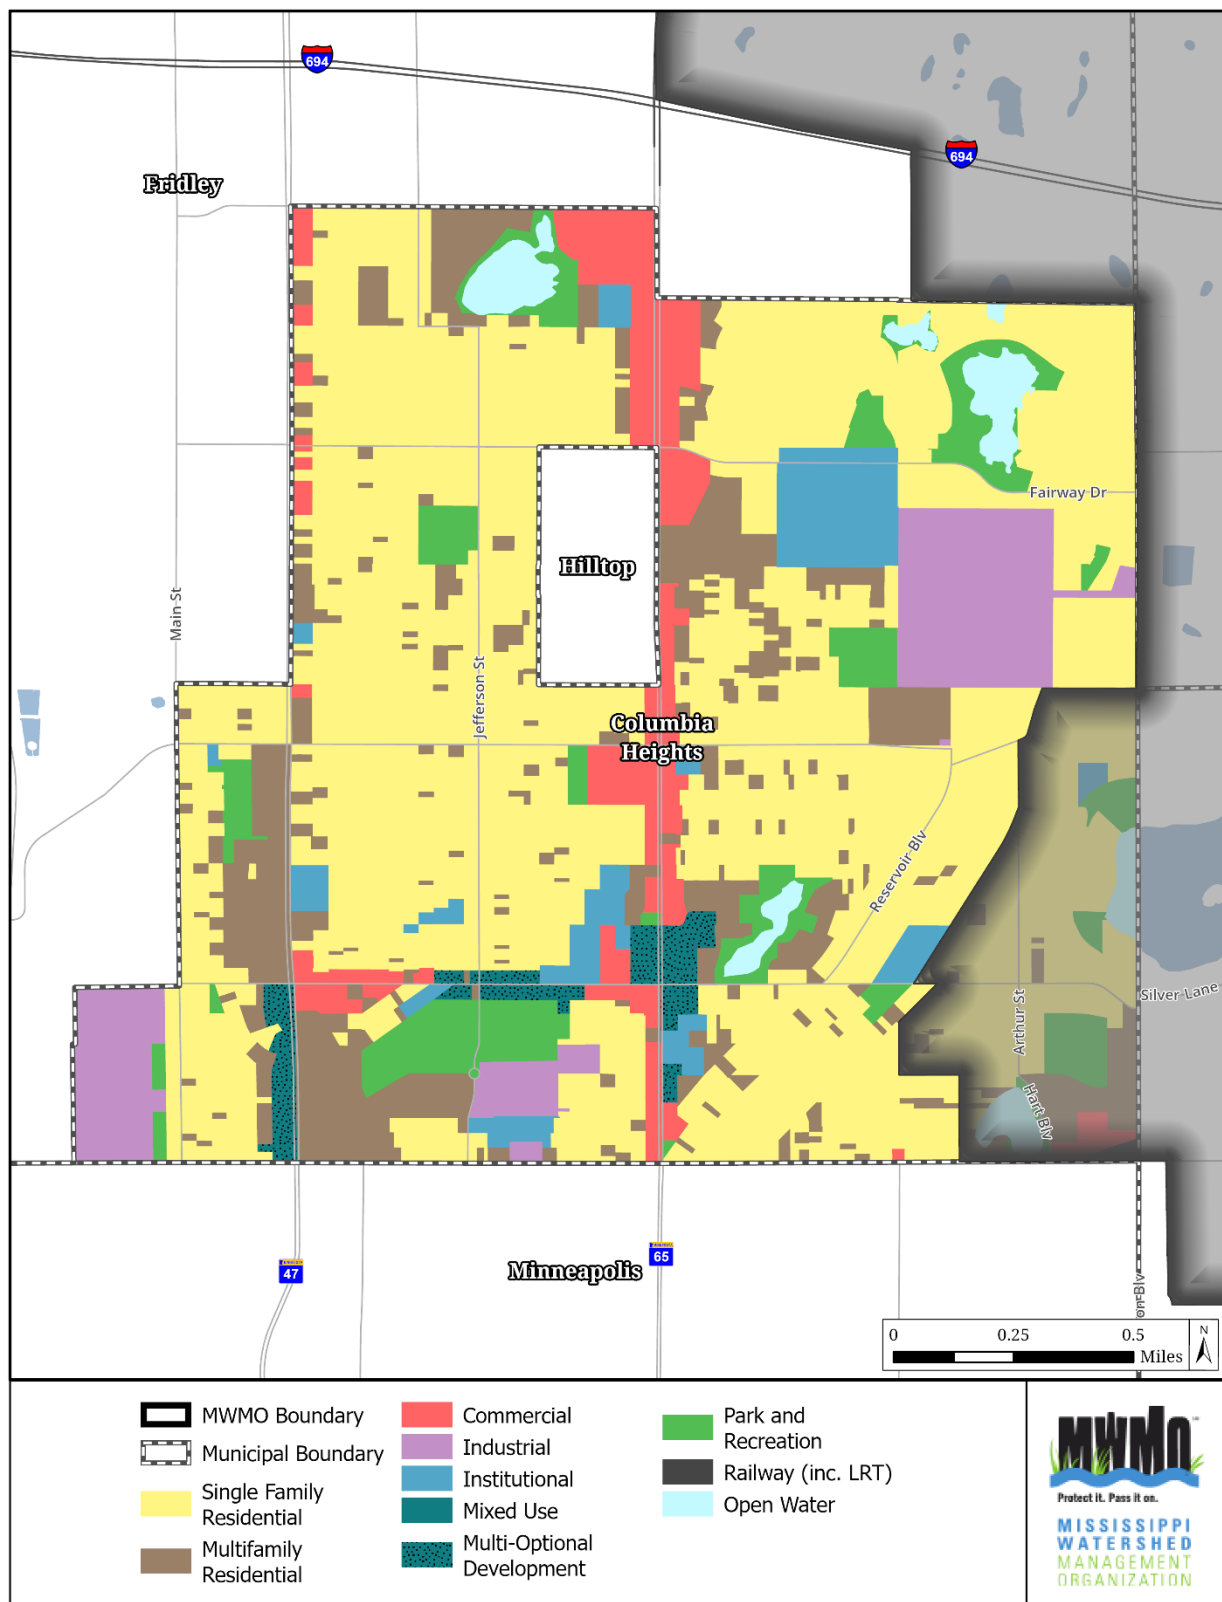 694
694
Fridley
Fairway Dr
Hilltop
Main St
Jefferson St
Columbia
Heights
Reservoir Blv
Silver Lane
Arthur St
Hart Blv
Minneapolis
47
65
on Blv
0 0.25 0.5
Miles
N
MWMO Boundary
Municipal Boundary
Single Family
Residential
Multifamily
Residential
Commercial
Industrial
Institutional
Mixed Use
Multi-Optional
Development
Park and
Recreation
Railway (inc. LRT)
Open Water
MWMO
Protect it. Pass it on.
MISSISSIPPI
WATERSHED
MANAGEMENT
ORGANIZATION